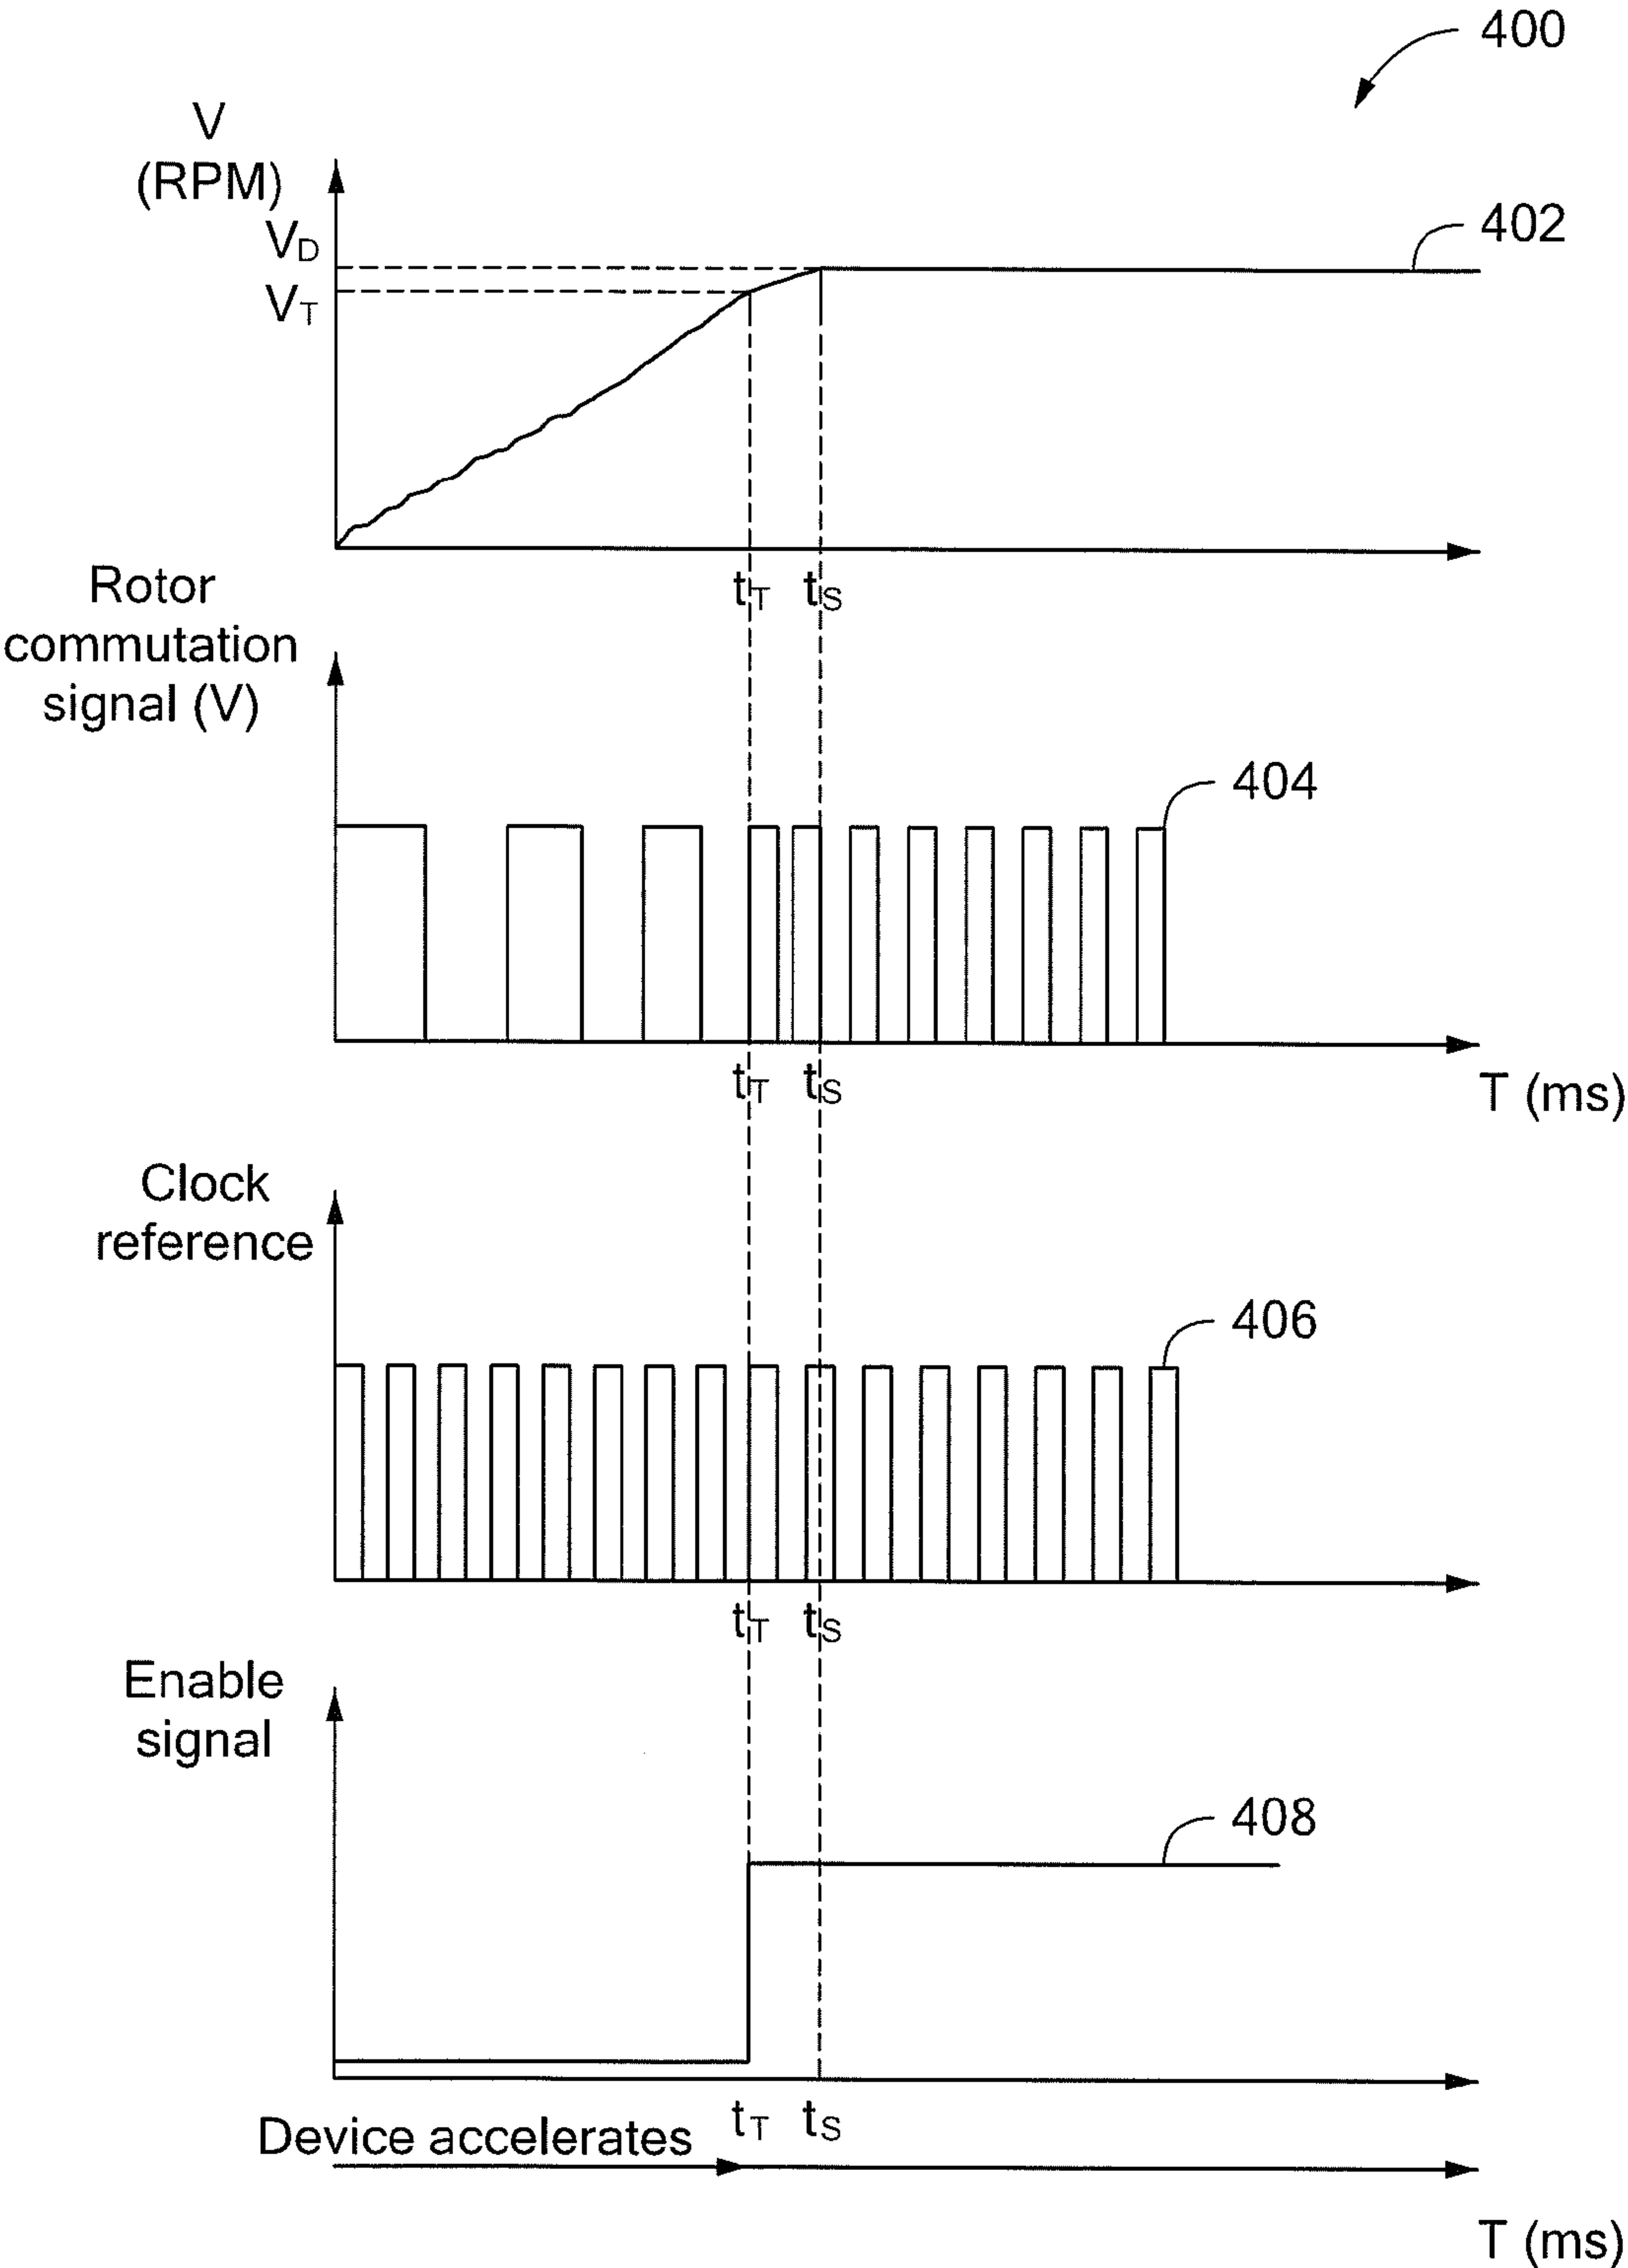 400
V
(RPM)
V_D
V_T
402
t_T t_S
Rotor
commutation
signal (V)
404
t_T t_S
T (ms)
Clock
reference
406
t_T t_S
Enable
signal
408
t_T t_S
Device accelerates
T (ms)